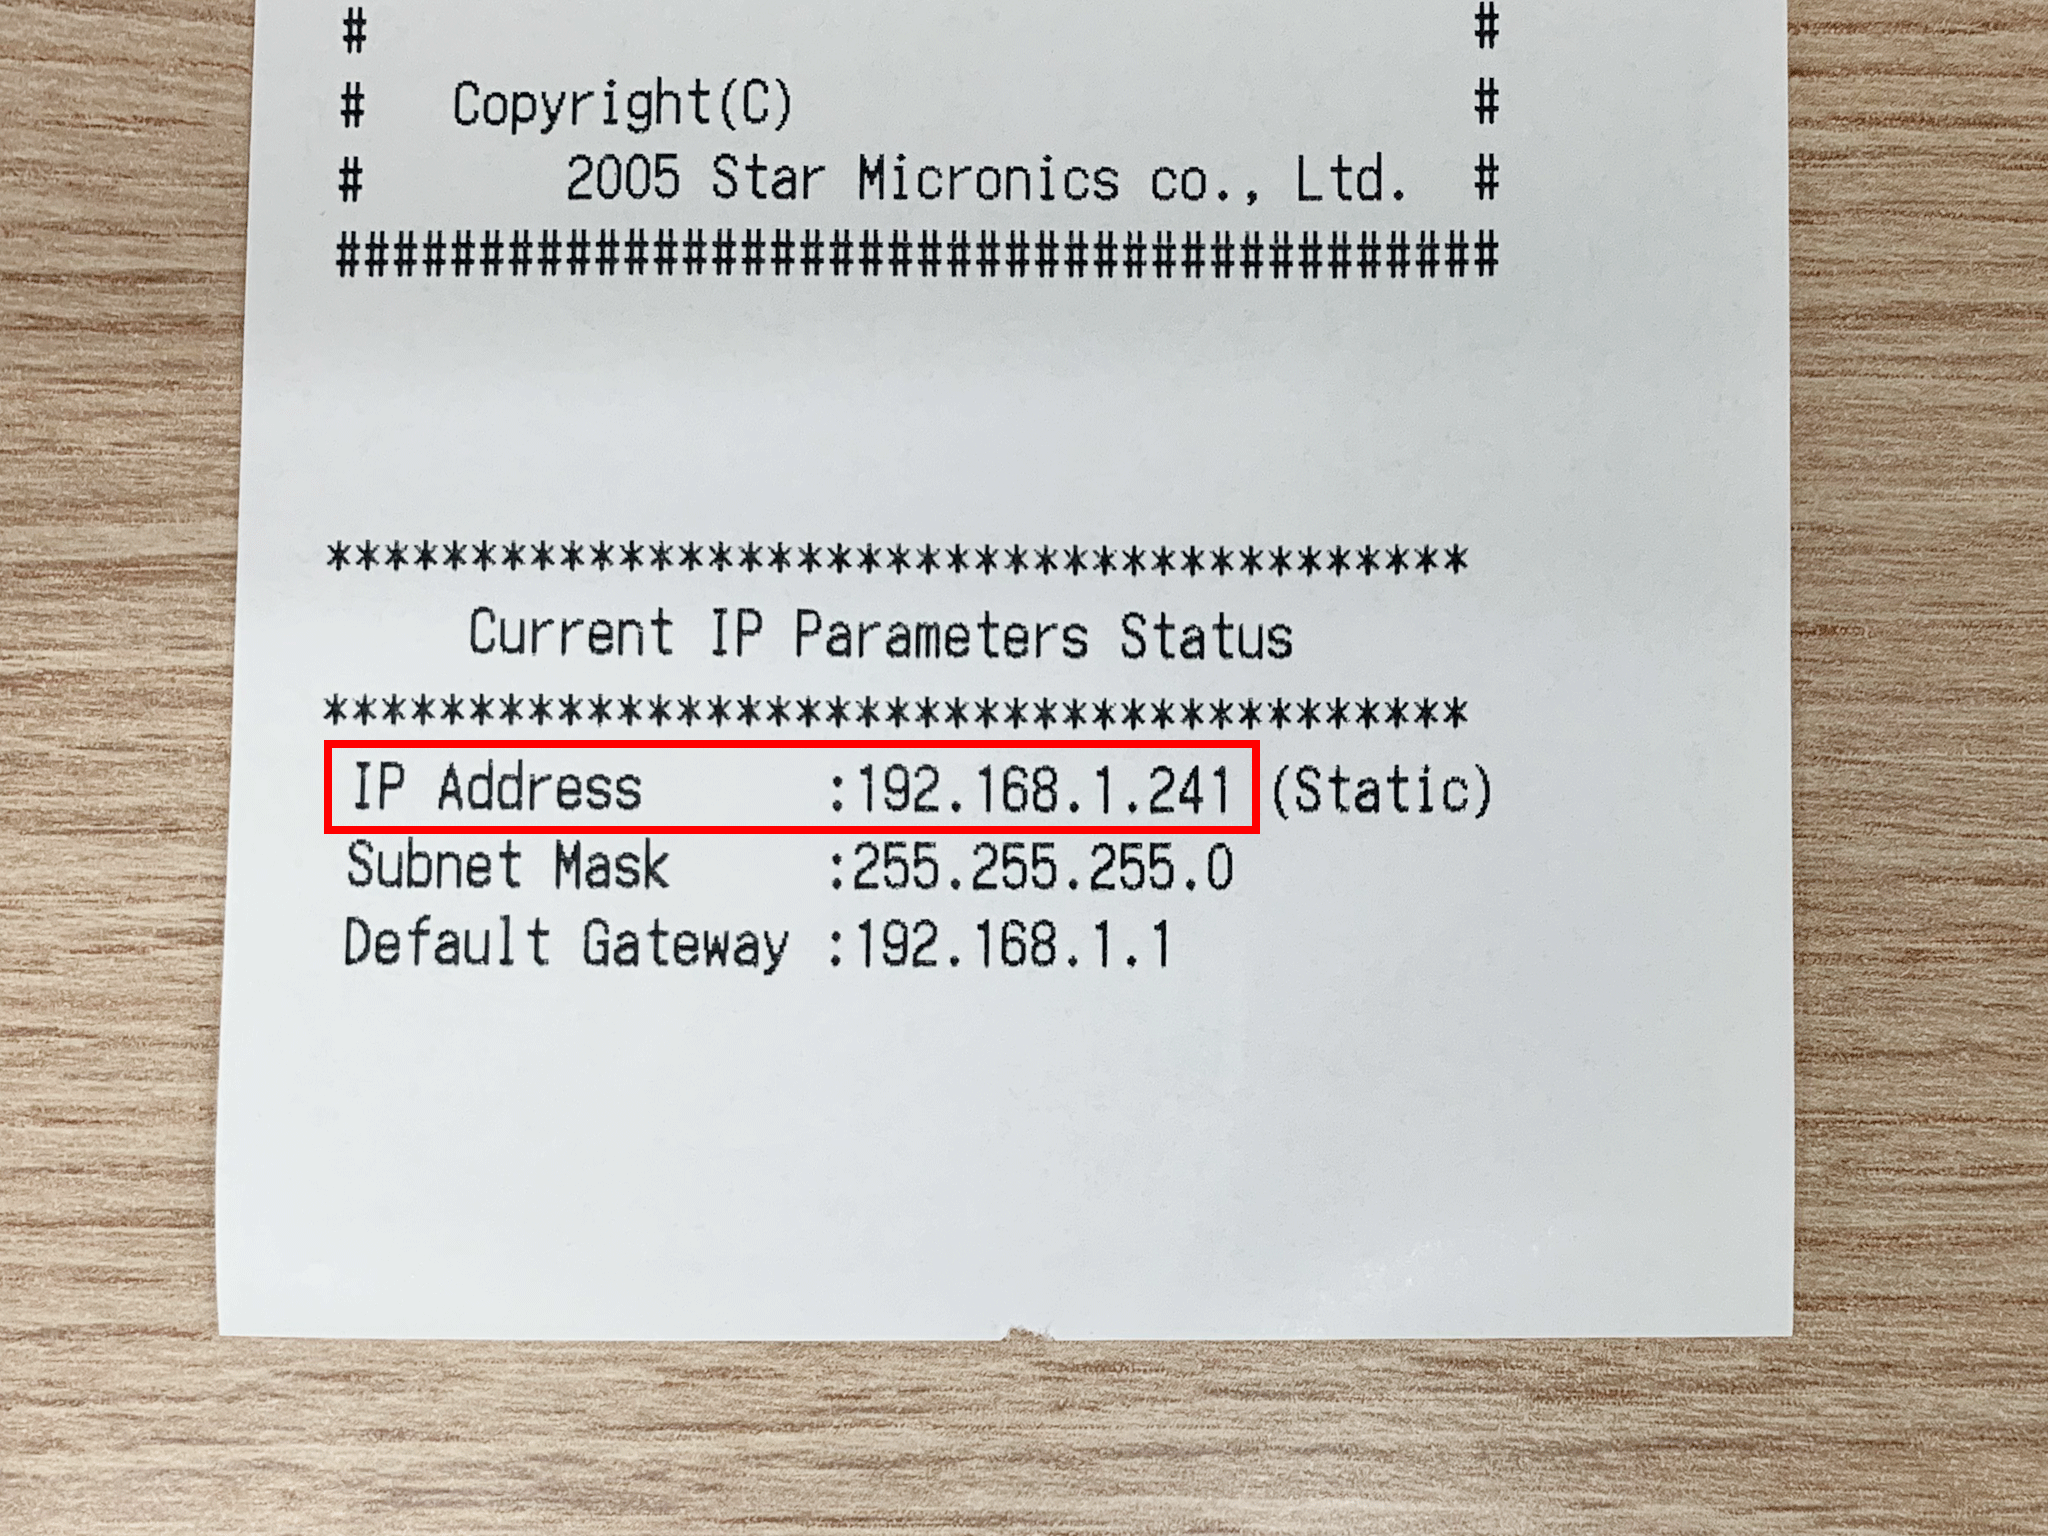 #                                      #
#   Copyright(C)                       #
#       2005 Star Micronics co., Ltd.  #
########################################
***************************************
Current IP Parameters Status
***************************************
IP Address      :192.168.1.241 (Static)
Subnet Mask     :255.255.255.0
Default Gateway :192.168.1.1